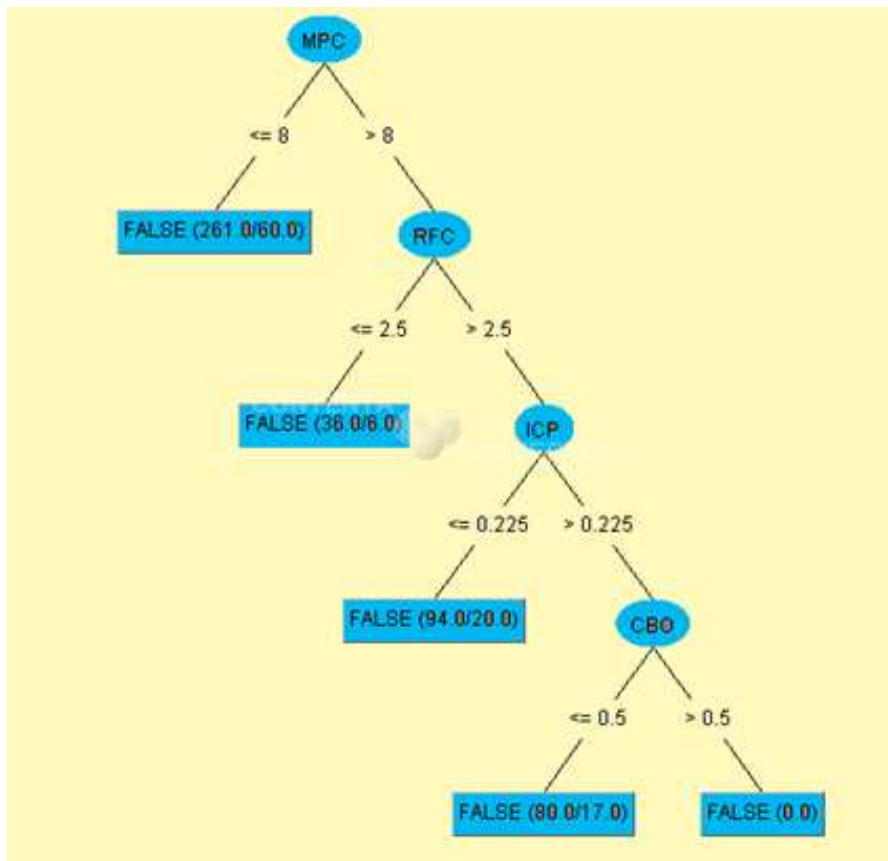 MPC
<= 8
> 8
FALSE (261.0/60.0)
RFC
<= 2.5
> 2.5
FALSE (36.0/6.0)
ICP
<= 0.225
> 0.225
FALSE (94.0/20.0)
CBO
<= 0.5
> 0.5
FALSE (80.0/17.0)
FALSE (0.0)